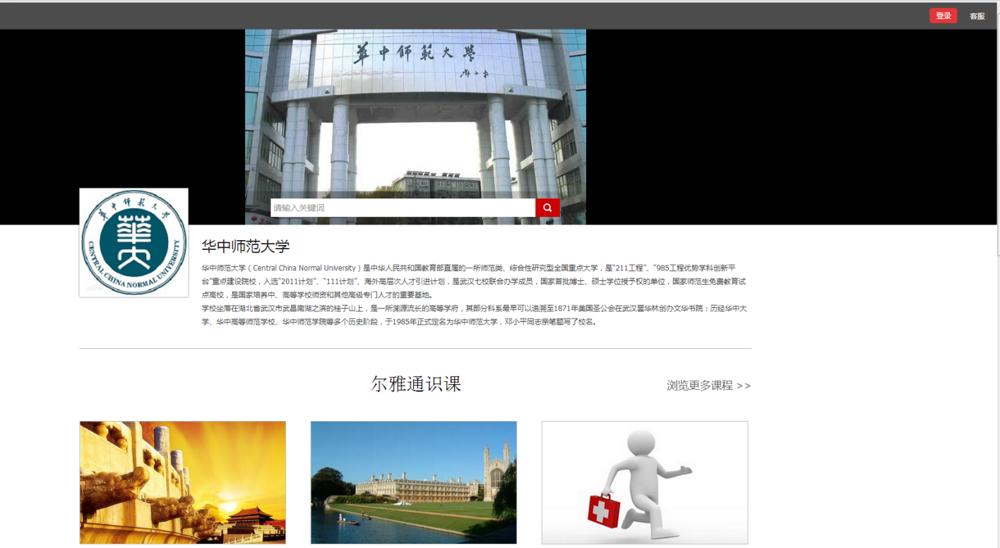 登录 客服
華中师範大學
请输入关键词
華中师范大学
華大
CENTRAL CHINA NORMAL UNIVERSITY
华中师范大学
华中师范大学（Central China Normal University）是中华人民共和国教育部直属的一所师范类、综合性研究型全国重点大学，是“211工程”、“985工程优势学科创新平
台”重点建设院校，入选“2011计划”、“111计划”、海外高层次人才引进计划，是武汉七校联合办学成员，国家首批博士、硕士学位授予权的单位，国家师范生免费教育试
点高校，是国家培养中、高等学校师资和其他高级专门人才的重要基地。
学校坐落在湖北省武汉市武昌南湖之滨的桂子山上，是一所渊源流长的高等学府，其部分科系最早可以追溯至1871年美国圣公会在武汉昙华林创办文华书院；历经华中大
学、华中高等师范学校、华中师范学院等多个历史阶段，于1985年正式定名为华中师范大学，邓小平同志亲笔题写了校名。
尔雅通识课
浏览更多课程 >>